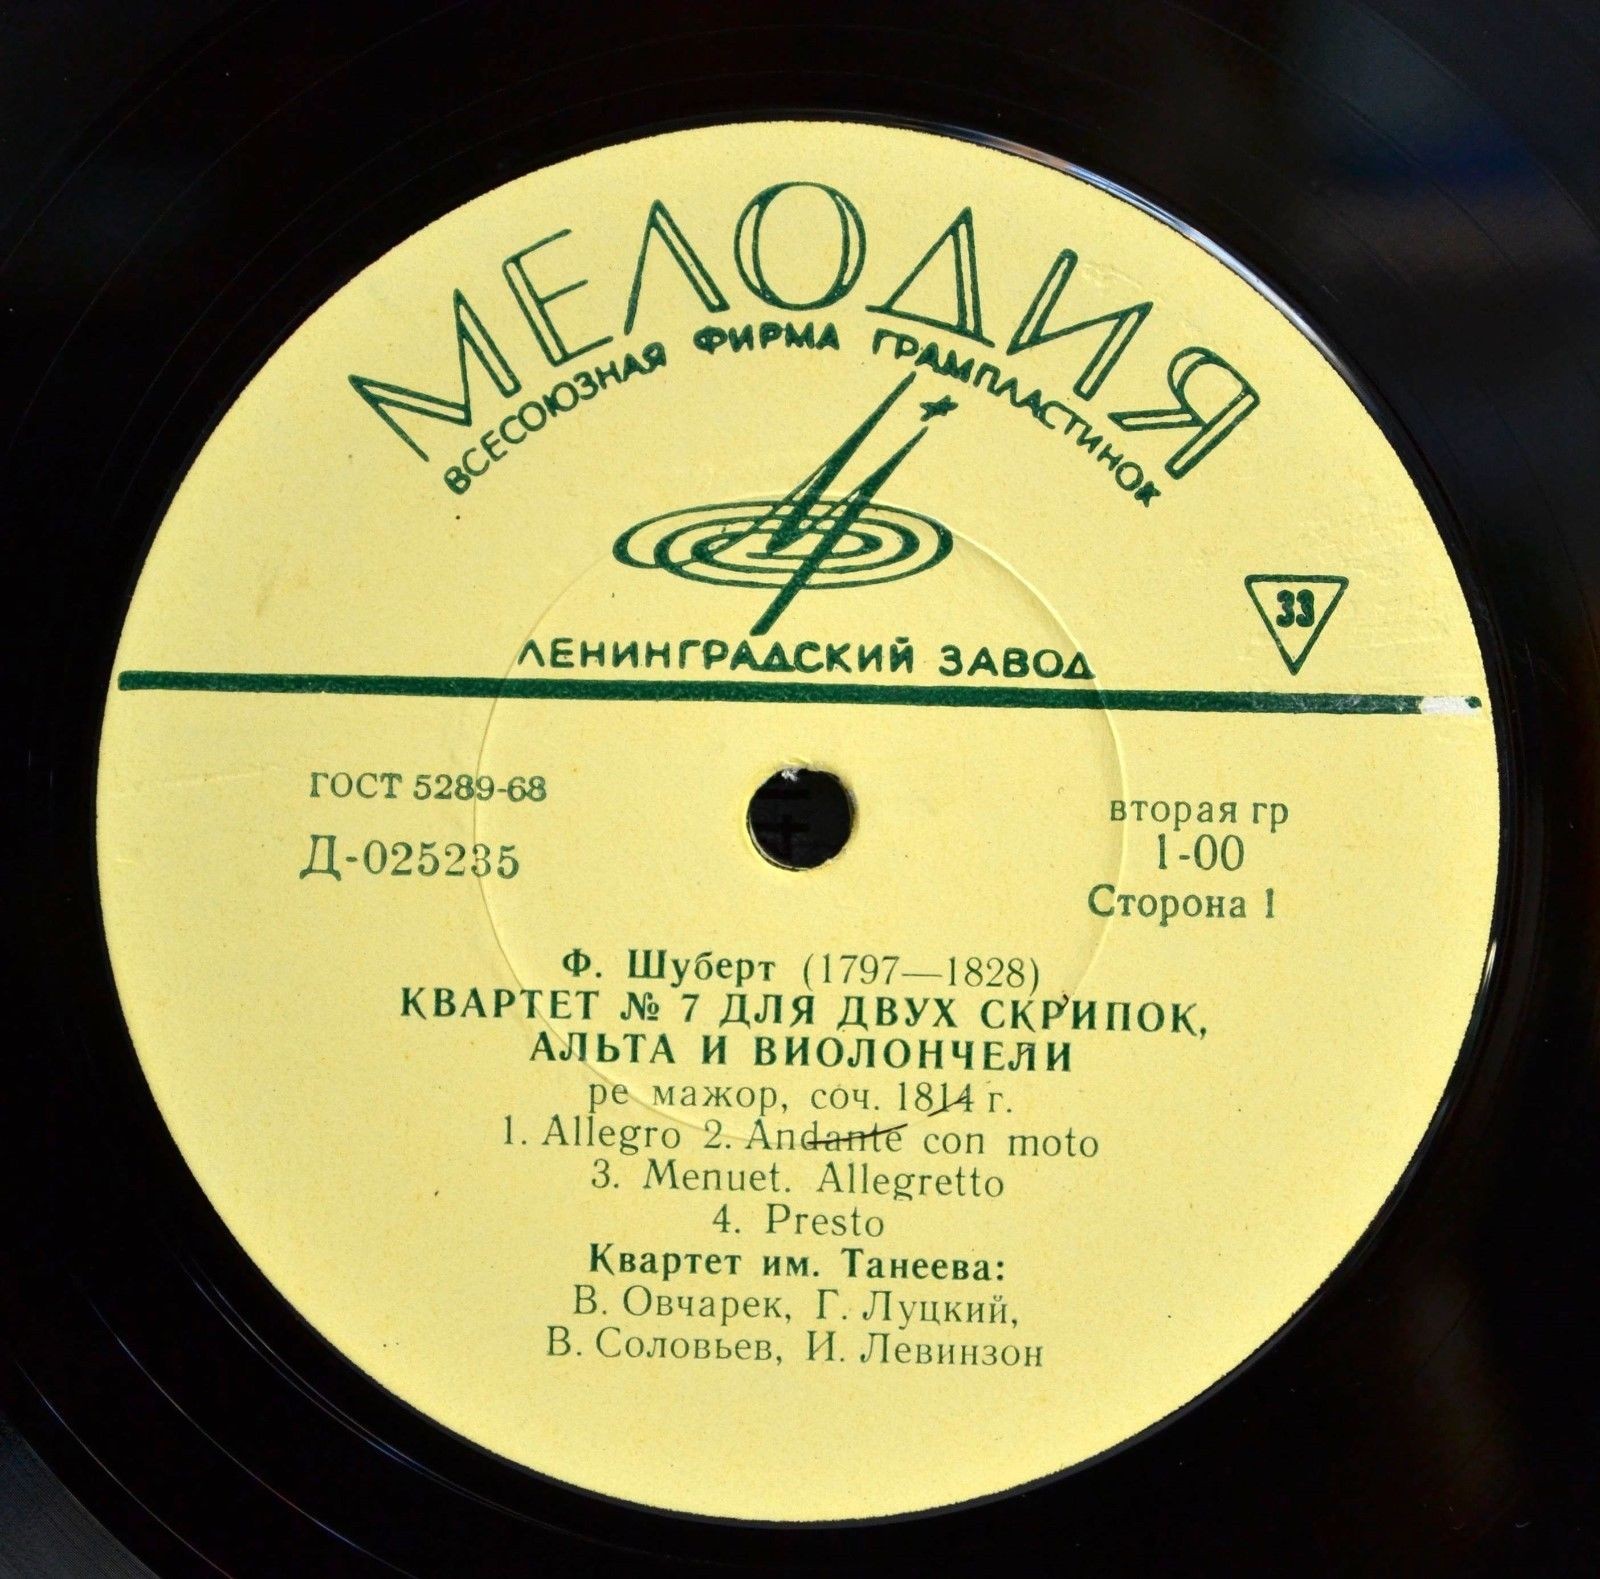 МЕЛОДИЯ
ВСЕСОЮЗНАЯ ФИРМА ГРАМПЛАСТИНОК
33
ЛЕНИНГРАДСКИЙ ЗАВОД
ГОСТ 5289-68
Д-025235
вторая гр
1-00
Сторона 1
Ф. Шуберт (1797—1828)
КВАРТЕТ № 7 ДЛЯ ДВУХ СКРИПОК,
АЛЬТА И ВИОЛОНЧЕЛИ
ре мажор, соч. 1814 г.
1. Allegro 2. Andante con moto
3. Menuet. Allegretto
4. Presto
Квартет им. Танеева:
В. Овчарек, Г. Луцкий,
В. Соловьев, И. Левинзон